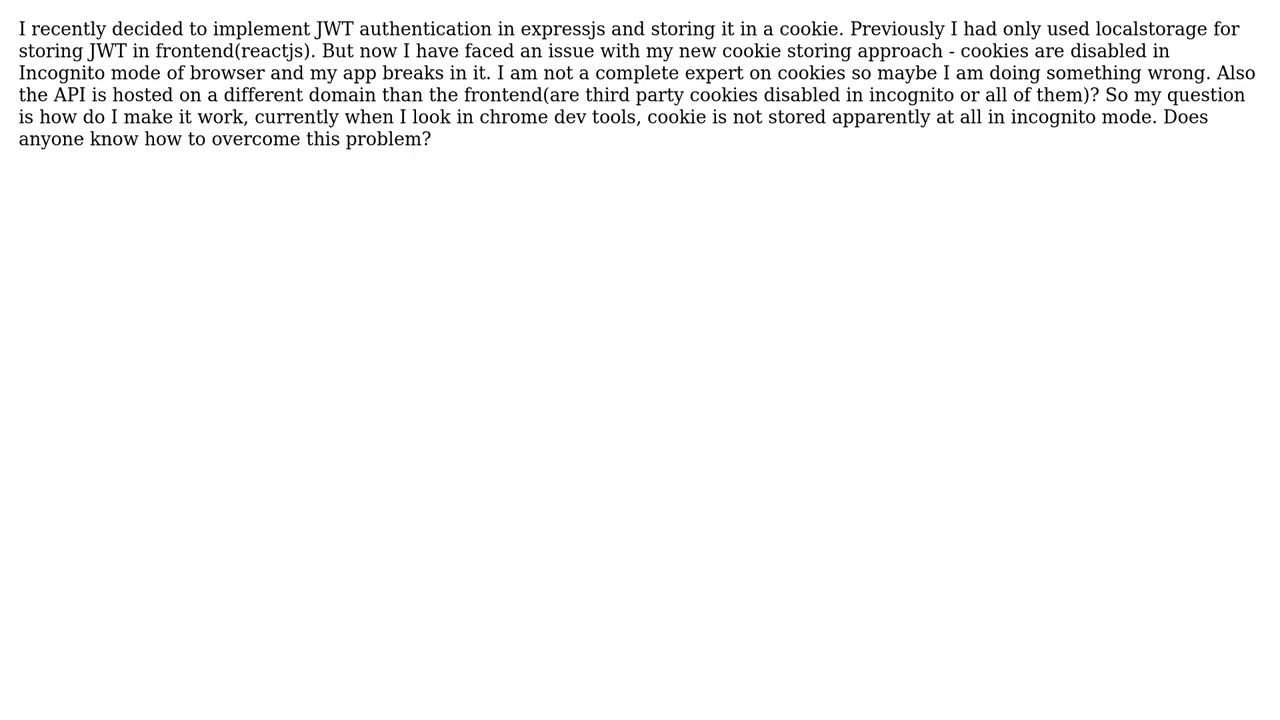 I recently decided to implement JWT authentication in expressjs and storing it in a cookie. Previously I had only used localstorage for
storing JWT in frontend(reactjs). But now I have faced an issue with my new cookie storing approach - cookies are disabled in
Incognito mode of browser and my app breaks in it. I am not a complete expert on cookies so maybe I am doing something wrong. Also
the API is hosted on a different domain than the frontend(are third party cookies disabled in incognito or all of them)? So my question
is how do I make it work, currently when I look in chrome dev tools, cookie is not stored apparently at all in incognito mode. Does
anyone know how to overcome this problem?